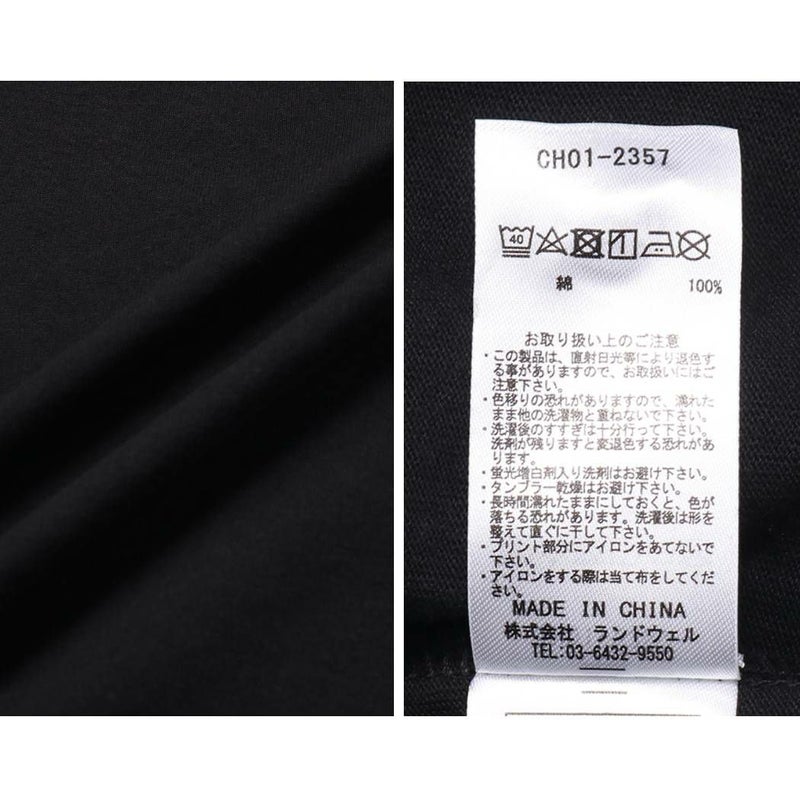 CH01-2357
40
綿 100%
お取り扱い上のご注意
・この製品は、直射日光等により退色す
る事がありますので、お取扱いにはご
注意下さい。
・色移りの恐れがありますので、濡れた
まま他の洗濯物と重ねないで下さい。
・洗濯後のすすぎは十分行って下さい。
洗剤が残りますと変退色する恐れがあ
ります。
・蛍光増白剤入り洗剤はお避け下さい。
・タンブラー乾燥はお避け下さい。
・長時間濡れたままにしておくと、色が
落ちる恐れがあります。洗濯後は形を
整えて直ぐに干して下さい。
・プリント部分にアイロンをあてないで
下さい。
・アイロンをする際は当て布をしてくだ
さい。
MADE IN CHINA
株式会社 ランドウェル
TEL:03-6432-9550